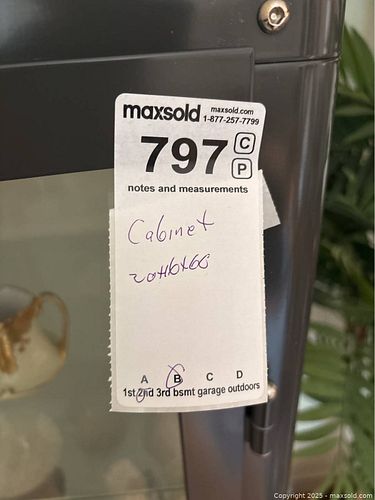 maxsold maxsold.com
1-877-257-7799
797 C
P
notes and measurements
Cabinet
20x16x60
A B C D
1st 2nd 3rd bsmt garage outdoors
Copyright 2025 - maxsold.com